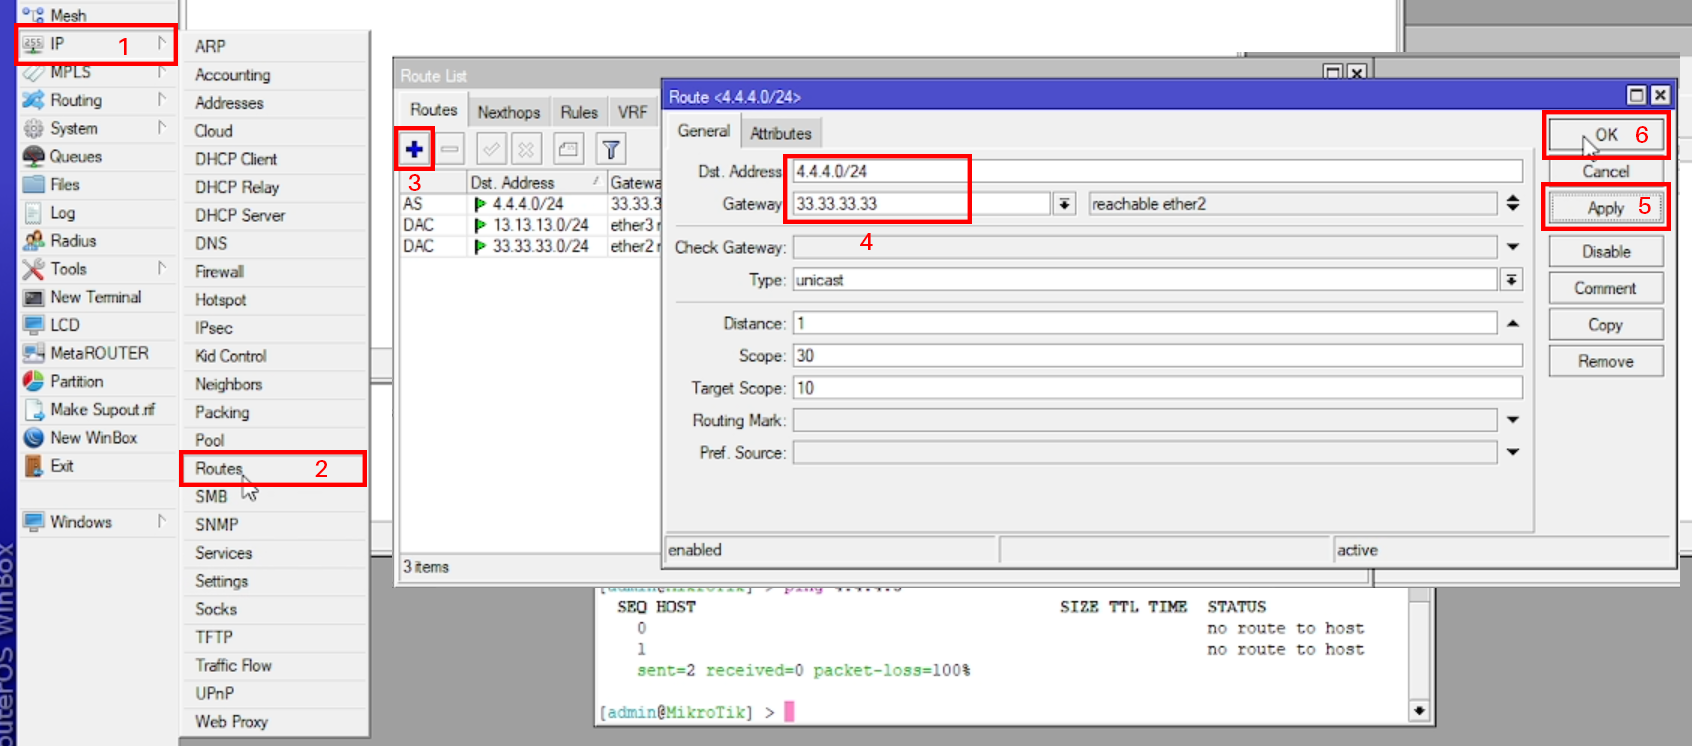 Mesh
IP
1
MPLS
Routing
System
Queues
Files
Log
Radius
Tools
New Terminal
LCD
MetaROUTER
Partition
Make Supout.rif
New WinBox
Exit
Windows
RouterOS WinBox
ARP
Accounting
Addresses
Cloud
DHCP Client
DHCP Relay
DHCP Server
DNS
Firewall
Hotspot
IPsec
Kid Control
Neighbors
Packing
Pool
Routes 2
SMB
SNMP
Services
Settings
Socks
TFTP
Traffic Flow
UPnP
Web Proxy
Route List
Routes Nexthops Rules VRF
3
Dst. Address Gatewa
AS 4.4.4.0/24 33.33.3
DAC 13.13.13.0/24 ether3 r
DAC 33.33.33.0/24 ether2 r
3 items
Route <4.4.4.0/24>
General Attributes
Dst. Address: 4.4.4.0/24
Gateway: 33.33.33.33 reachable ether2
4
Check Gateway:
Type: unicast
Distance: 1
Scope: 30
Target Scope: 10
Routing Mark:
Pref. Source:
enabled active
OK 6
Cancel
Apply 5
Disable
Comment
Copy
Remove
[admin@MikroTik] > ping
SEQ HOST SIZE TTL TIME STATUS
0 no route to host
1 no route to host
sent=2 received=0 packet-loss=100%
[admin@MikroTik] >